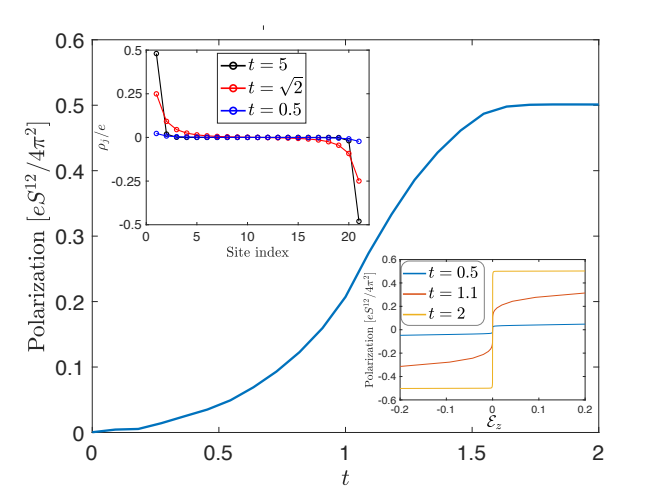 0.6
0.5
0.4
0.3
0.2
0.1
0
Polarization [eS^{12}/4π^2]
0
0.5
1
1.5
2
t
0.5
0.25
0
-0.25
-0.5
ρ_j/e
0
5
10
15
20
Site index
t = 5
t = √2
t = 0.5
0.6
0.4
0.2
0
-0.2
-0.4
-0.6
Polarization [eS^{12}/4π^2]
-0.2
-0.1
0
0.1
0.2
ℰ_z
t = 0.5
t = 1.1
t = 2